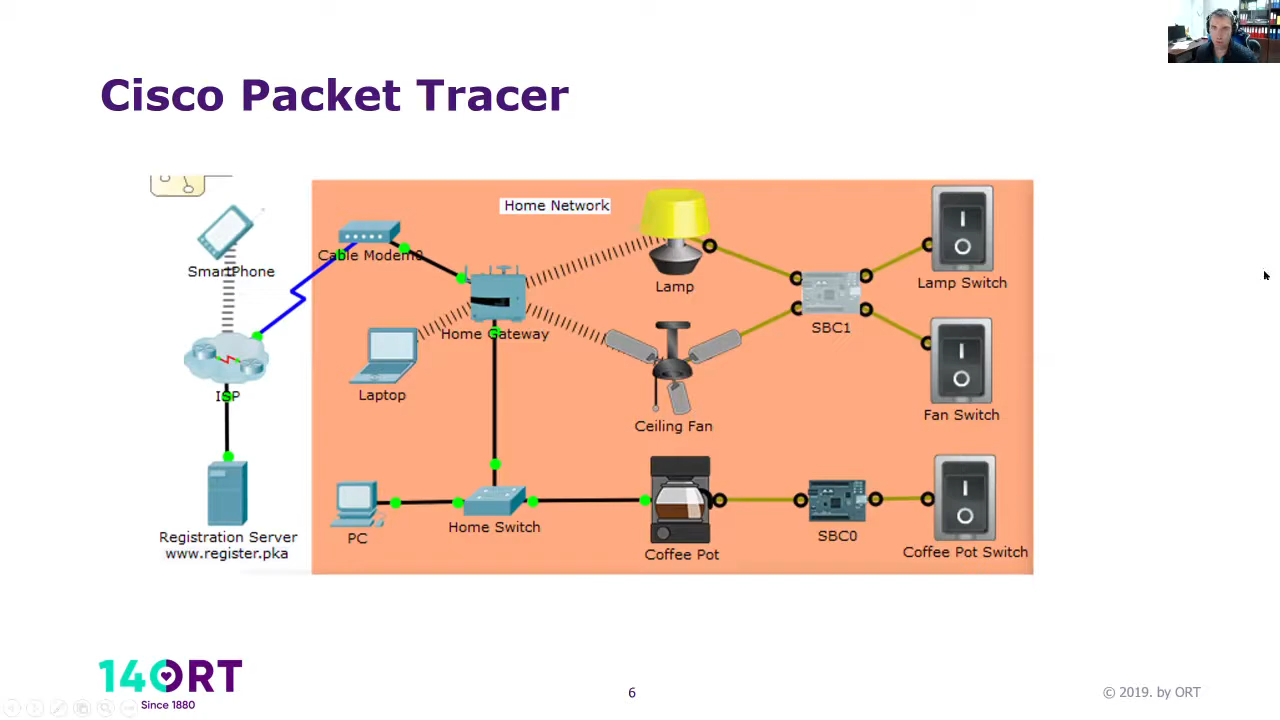 Cisco Packet Tracer
Home Network
SmartPhone
Cable Modem0
Home Gateway
Lamp
SBC1
Lamp Switch
ISP
Laptop
Ceiling Fan
Fan Switch
Registration Server
www.register.pka
PC
Home Switch
Coffee Pot
SBC0
Coffee Pot Switch
140RT
Since 1880
6
© 2019. by ORT